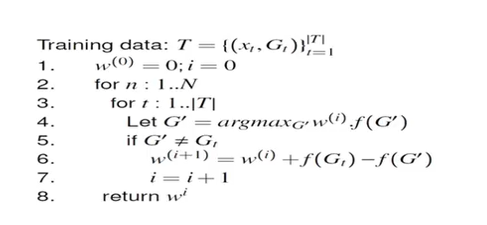 Training data: T = {(x_t, G_t)}_{t=1}^{|T|}
1. w^(0) = 0; i = 0
2. for n : 1..N
3. for t : 1..|T|
4. Let G′ = argmax_{G′} w^(i).f(G′)
5. if G′ ≠ G_t
6. w^(i+1) = w^(i) + f(G_t) − f(G′)
7. i = i + 1
8. return w^i